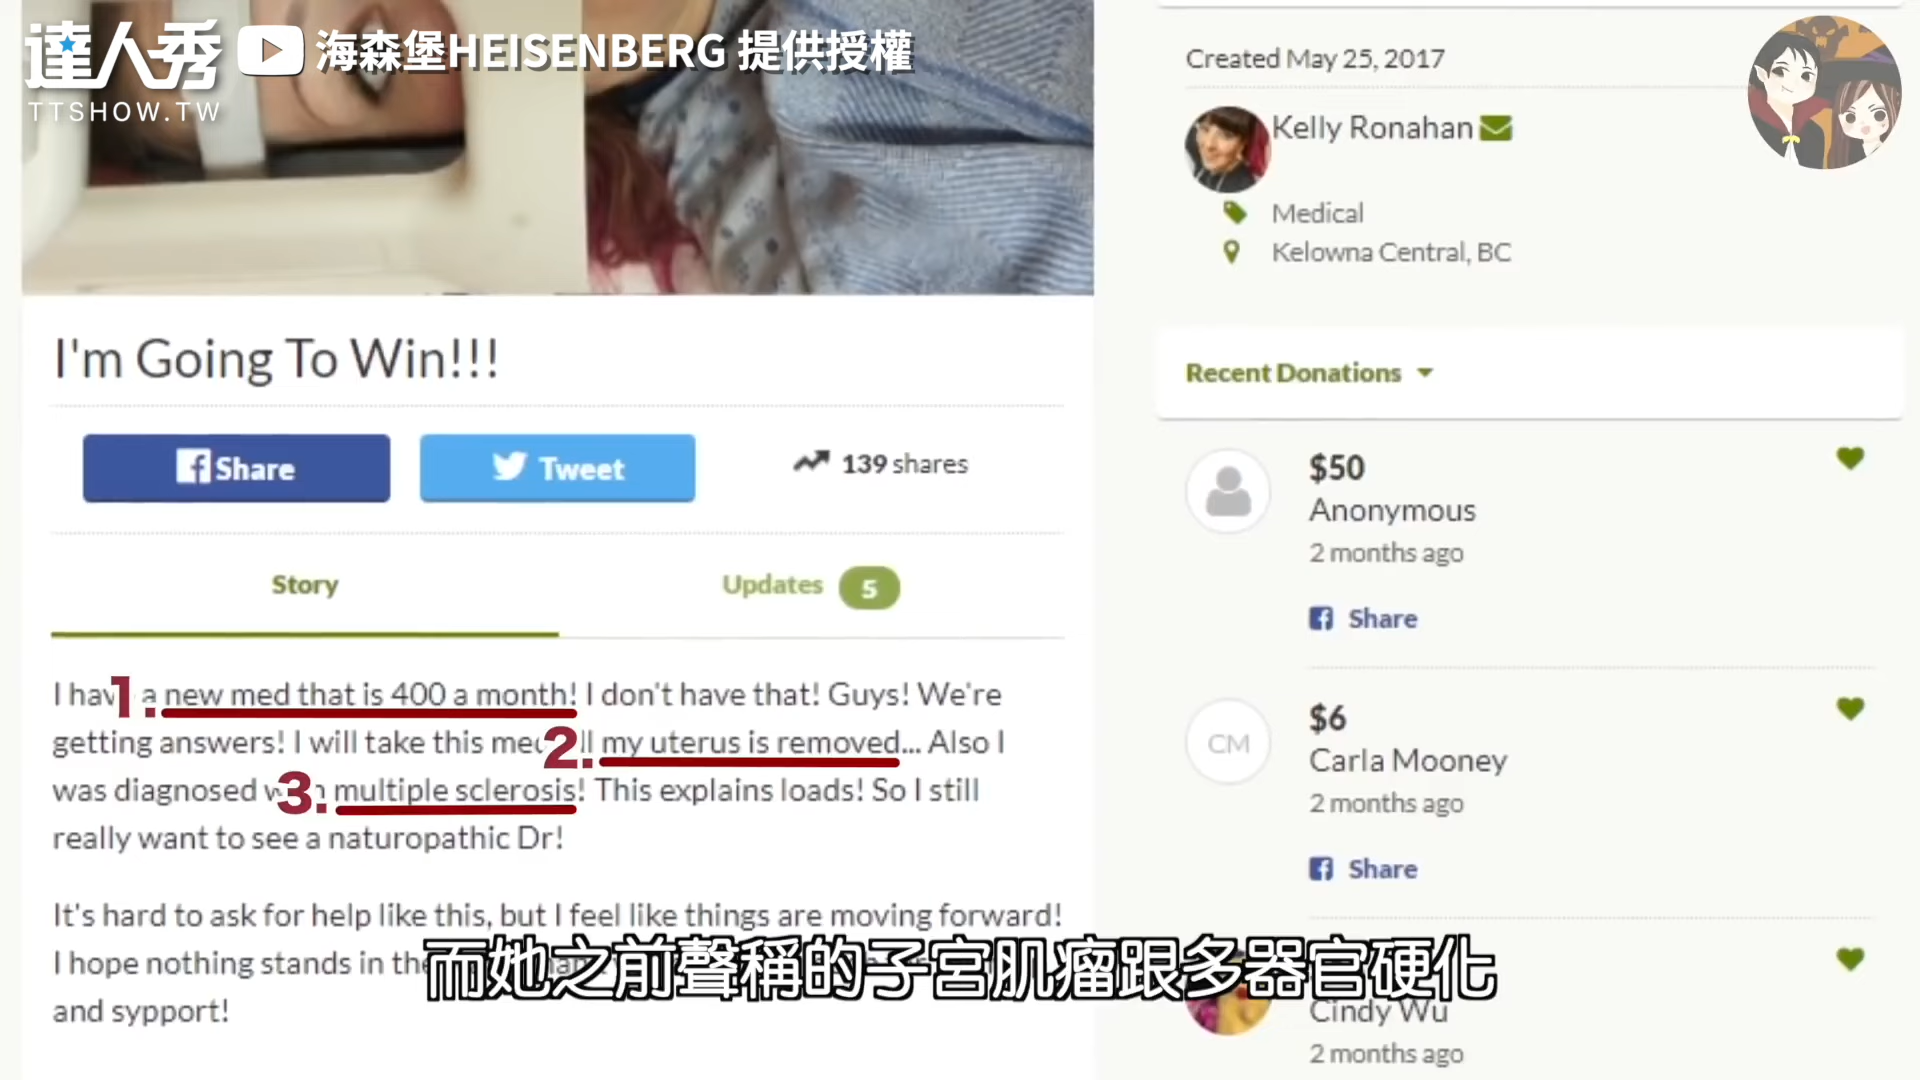 達人秀
TTSHOW.TW
海森堡HEISENBERG 提供授權
I'm Going To Win!!!
Share
Tweet
139 shares
Story
Updates 5
I hav 1. a new med that is 400 a month! I don't have that! Guys! We're
getting answers! I will take this med 2. ll my uterus is removed... Also I
was diagnosed 3. multiple sclerosis! This explains loads! So I still
really want to see a naturopathic Dr!
It's hard to ask for help like this, but I feel like things are moving forward!
I hope nothing stands in the
and sypport!
Created May 25, 2017
Kelly Ronahan
Medical
Kelowna Central, BC
Recent Donations
$50
Anonymous
2 months ago
Share
CM
$6
Carla Mooney
2 months ago
Share
Cindy Wu
2 months ago
而她之前聲稱的子宮肌瘤跟多器官硬化